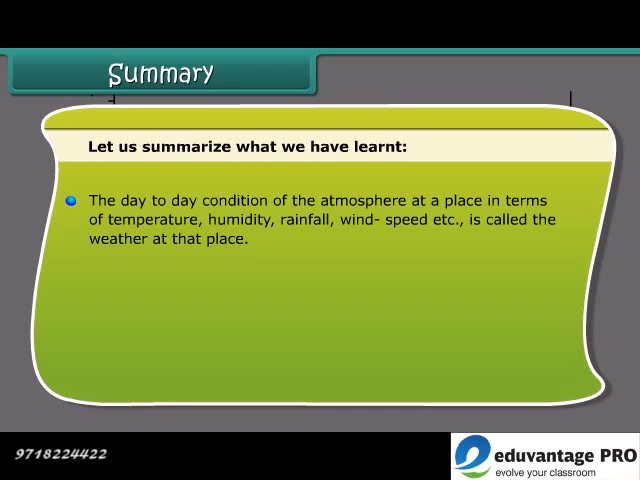 Summary
Let us summarize what we have learnt:
The day to day condition of the atmosphere at a place in terms
of temperature, humidity, rainfall, wind- speed etc., is called the
weather at that place.
9718224422
eduvantage PRO
evolve your classroom